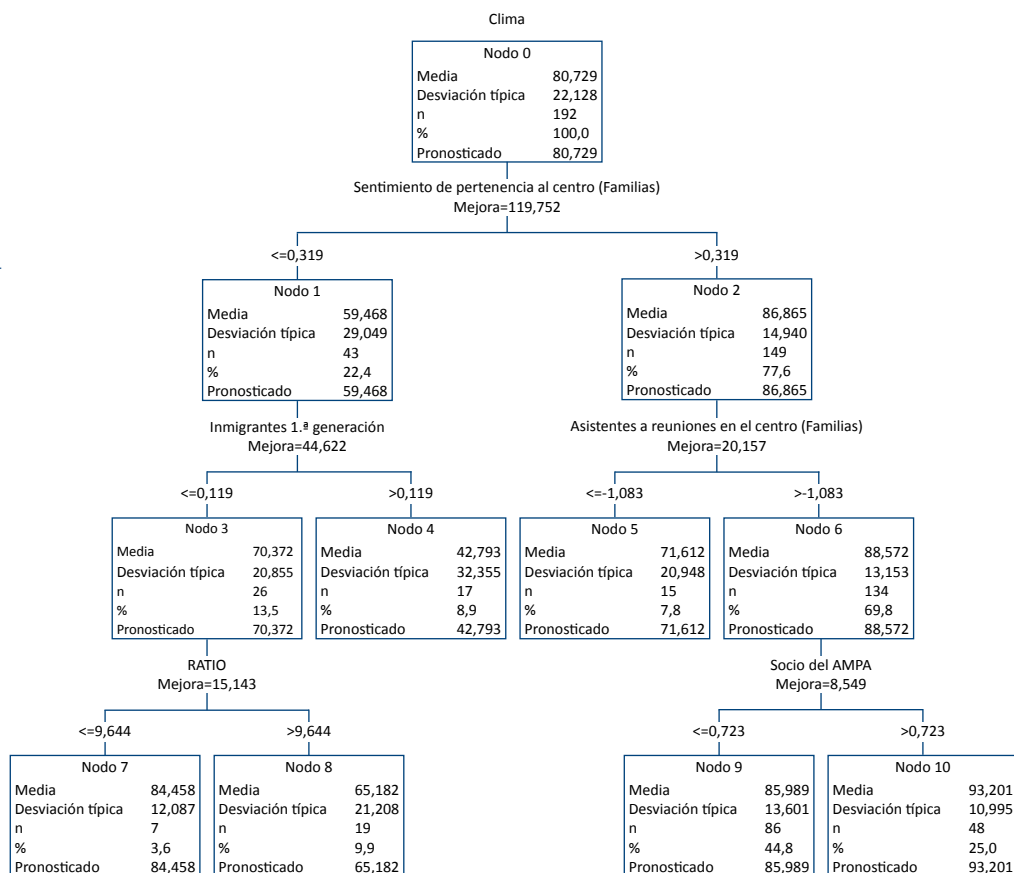 Clima
Nodo 0
Media 80,729
Desviación típica 22,128
n 192
% 100,0
Pronosticado 80,729
Sentimiento de pertenencia al centro (Familias)
Mejora=119,752
<=0,319
>0,319
Nodo 1
Media 59,468
Desviación típica 29,049
n 43
% 22,4
Pronosticado 59,468
Nodo 2
Media 86,865
Desviación típica 14,940
n 149
% 77,6
Pronosticado 86,865
Inmigrantes 1.ª generación
Mejora=44,622
Asistentes a reuniones en el centro (Familias)
Mejora=20,157
<=0,119
>0,119
<=-1,083
>-1,083
Nodo 3
Media 70,372
Desviación típica 20,855
n 26
% 13,5
Pronosticado 70,372
Nodo 4
Media 42,793
Desviación típica 32,355
n 17
% 8,9
Pronosticado 42,793
Nodo 5
Media 71,612
Desviación típica 20,948
n 15
% 7,8
Pronosticado 71,612
Nodo 6
Media 88,572
Desviación típica 13,153
n 134
% 69,8
Pronosticado 88,572
RATIO
Mejora=15,143
Socio del AMPA
Mejora=8,549
<=9,644
>9,644
<=0,723
>0,723
Nodo 7
Media 84,458
Desviación típica 12,087
n 7
% 3,6
Pronosticado 84,458
Nodo 8
Media 65,182
Desviación típica 21,208
n 19
% 9,9
Pronosticado 65,182
Nodo 9
Media 85,989
Desviación típica 13,601
n 86
% 44,8
Pronosticado 85,989
Nodo 10
Media 93,201
Desviación típica 10,995
n 48
% 25,0
Pronosticado 93,201